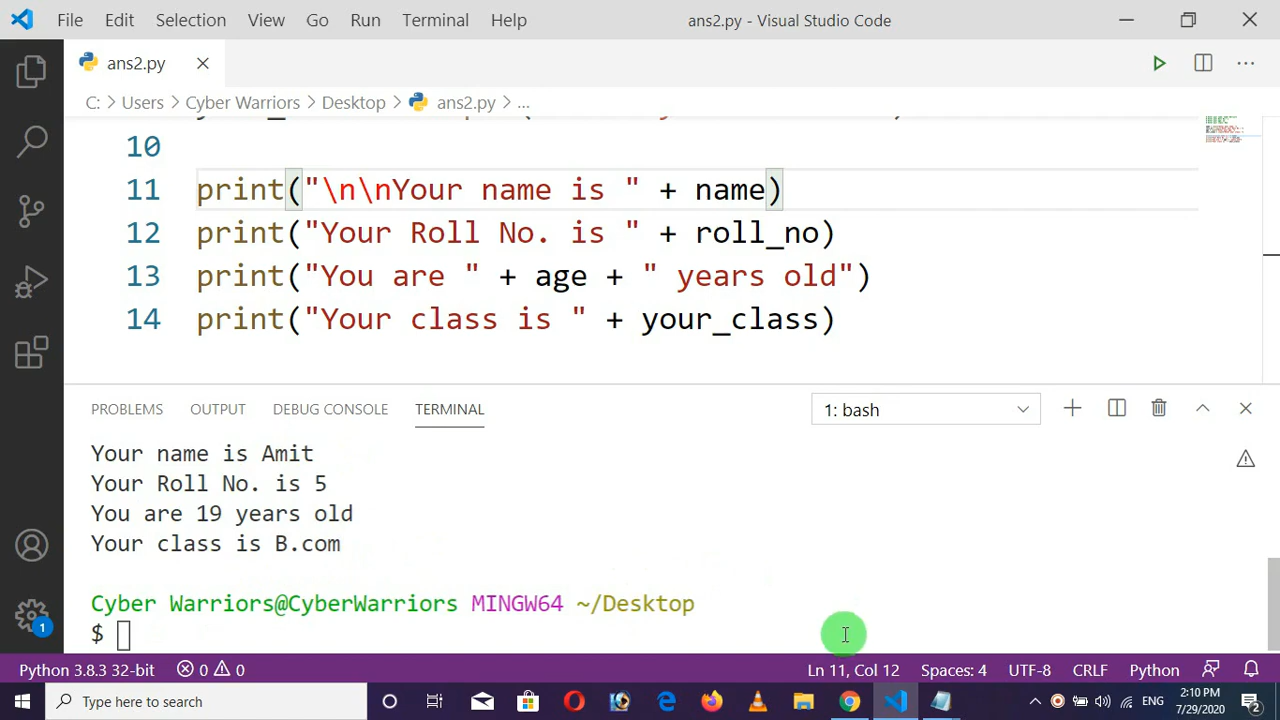 File Edit Selection View Go Run Terminal Help ans2.py - Visual Studio Code
ans2.py
C: > Users > Cyber Warriors > Desktop > ans2.py > ...
10
11 print("\n\nYour name is " + name)
12 print("Your Roll No. is " + roll_no)
13 print("You are " + age + " years old")
14 print("Your class is " + your_class)
PROBLEMS OUTPUT DEBUG CONSOLE TERMINAL 1: bash
Your name is Amit
Your Roll No. is 5
You are 19 years old
Your class is B.com
Cyber Warriors@CyberWarriors MINGW64 ~/Desktop
$
1
Python 3.8.3 32-bit 0 0 Ln 11, Col 12 Spaces: 4 UTF-8 CRLF Python
Type here to search ENG 2:10 PM
7/29/2020 2